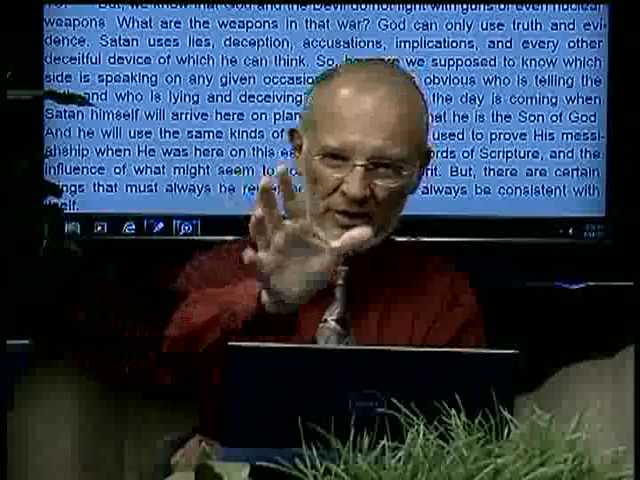 But, we know that God and the Devil do not fight with guns or even nuclear
weapons. What are the weapons in that war? God can only use truth and evi-
dence. Satan uses lies, deception, accusations, implications, and every other
deceitful device of which he can think. So, how are we supposed to know which
side is speaking on any given occasion obvious who is telling the
and who is lying and deceiving the day is coming when
Satan himself will arrive here on that he is the Son of God
And he will use the same kinds of used to prove His messi-
ahship when He was here on this of Scripture, and the
influence of what might seem to But, there are certain
things that must always be always be consistent with
itself.